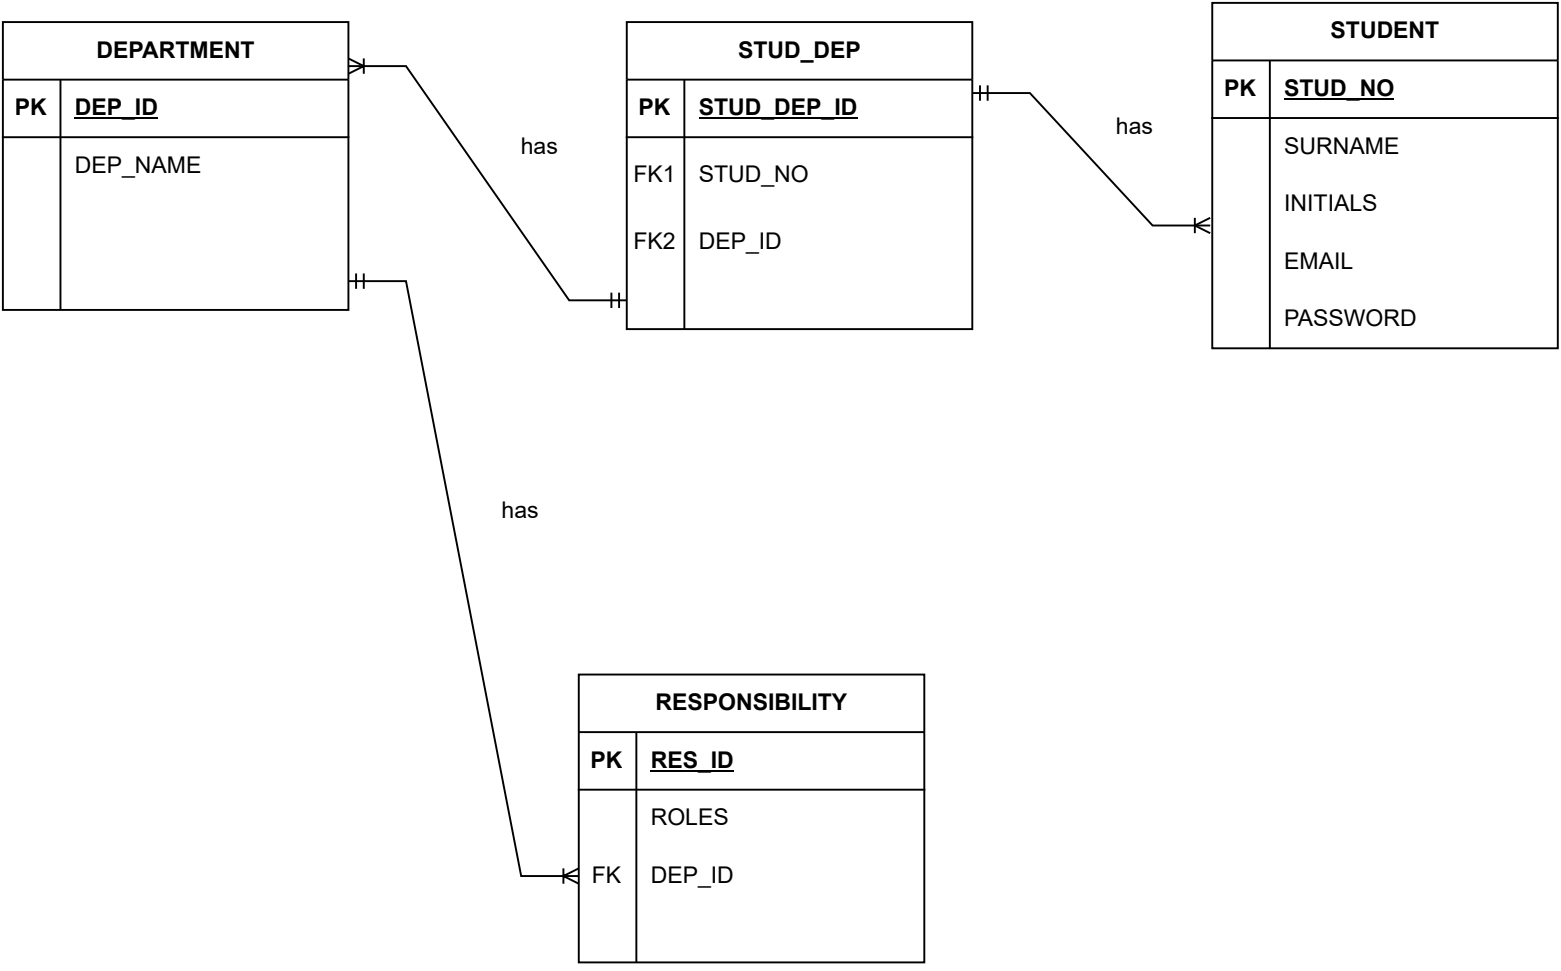 DEPARTMENT
PK DEP_ID
DEP_NAME
has
STUD_DEP
PK STUD_DEP_ID
FK1 STUD_NO
FK2 DEP_ID
has
STUDENT
PK STUD_NO
SURNAME
INITIALS
EMAIL
PASSWORD
has
RESPONSIBILITY
PK RES_ID
ROLES
FK DEP_ID